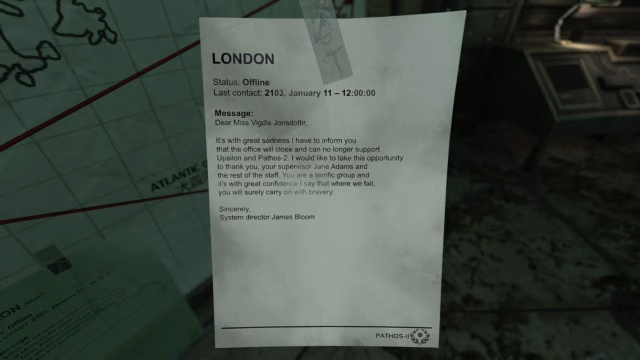 LONDON
Status: Offline
Last contact: 2103, January 11 – 12:00:00
Message:
Dear Miss Vigdis Jonsdottir,
It's with great sadness I have to inform you
that the office will close and can no longer support
Upsilon and Pathos-2. I would like to take this opportunity
to thank you, your supervisor Jane Adams and
the rest of the staff. You are a terrific group and
it's with great confidence I say that where we fall,
you will surely carry on with bravery.
Sincerely,
System director James Bloom
PATHOS-II
ATLANTIC